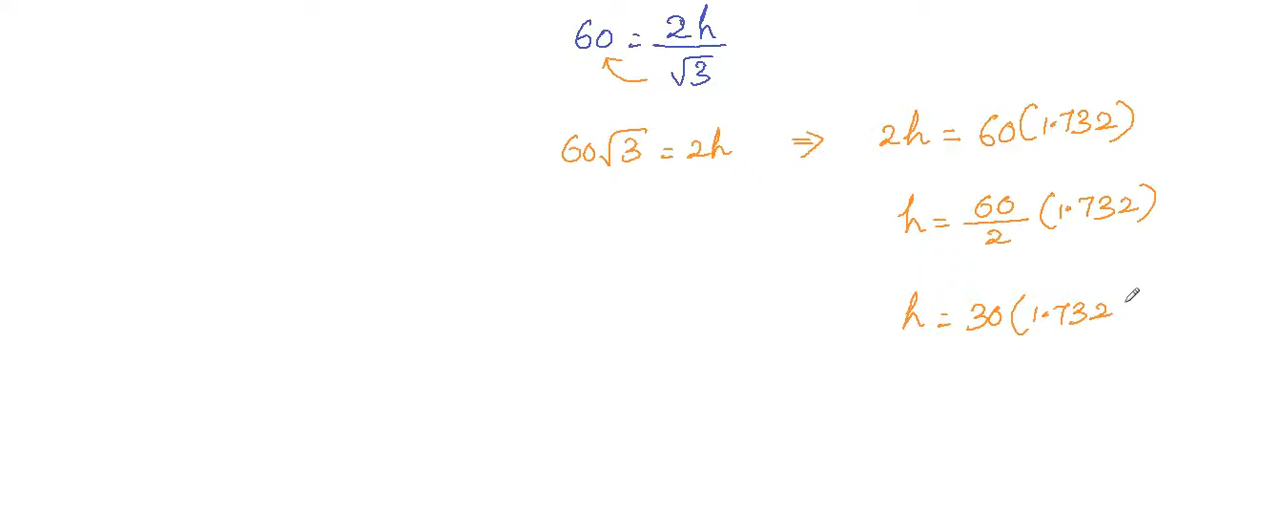 60 = 2h/√3
60√3 = 2h ⇒ 2h = 60(1.732)
h = 60/2 (1.732)
h = 30(1.732